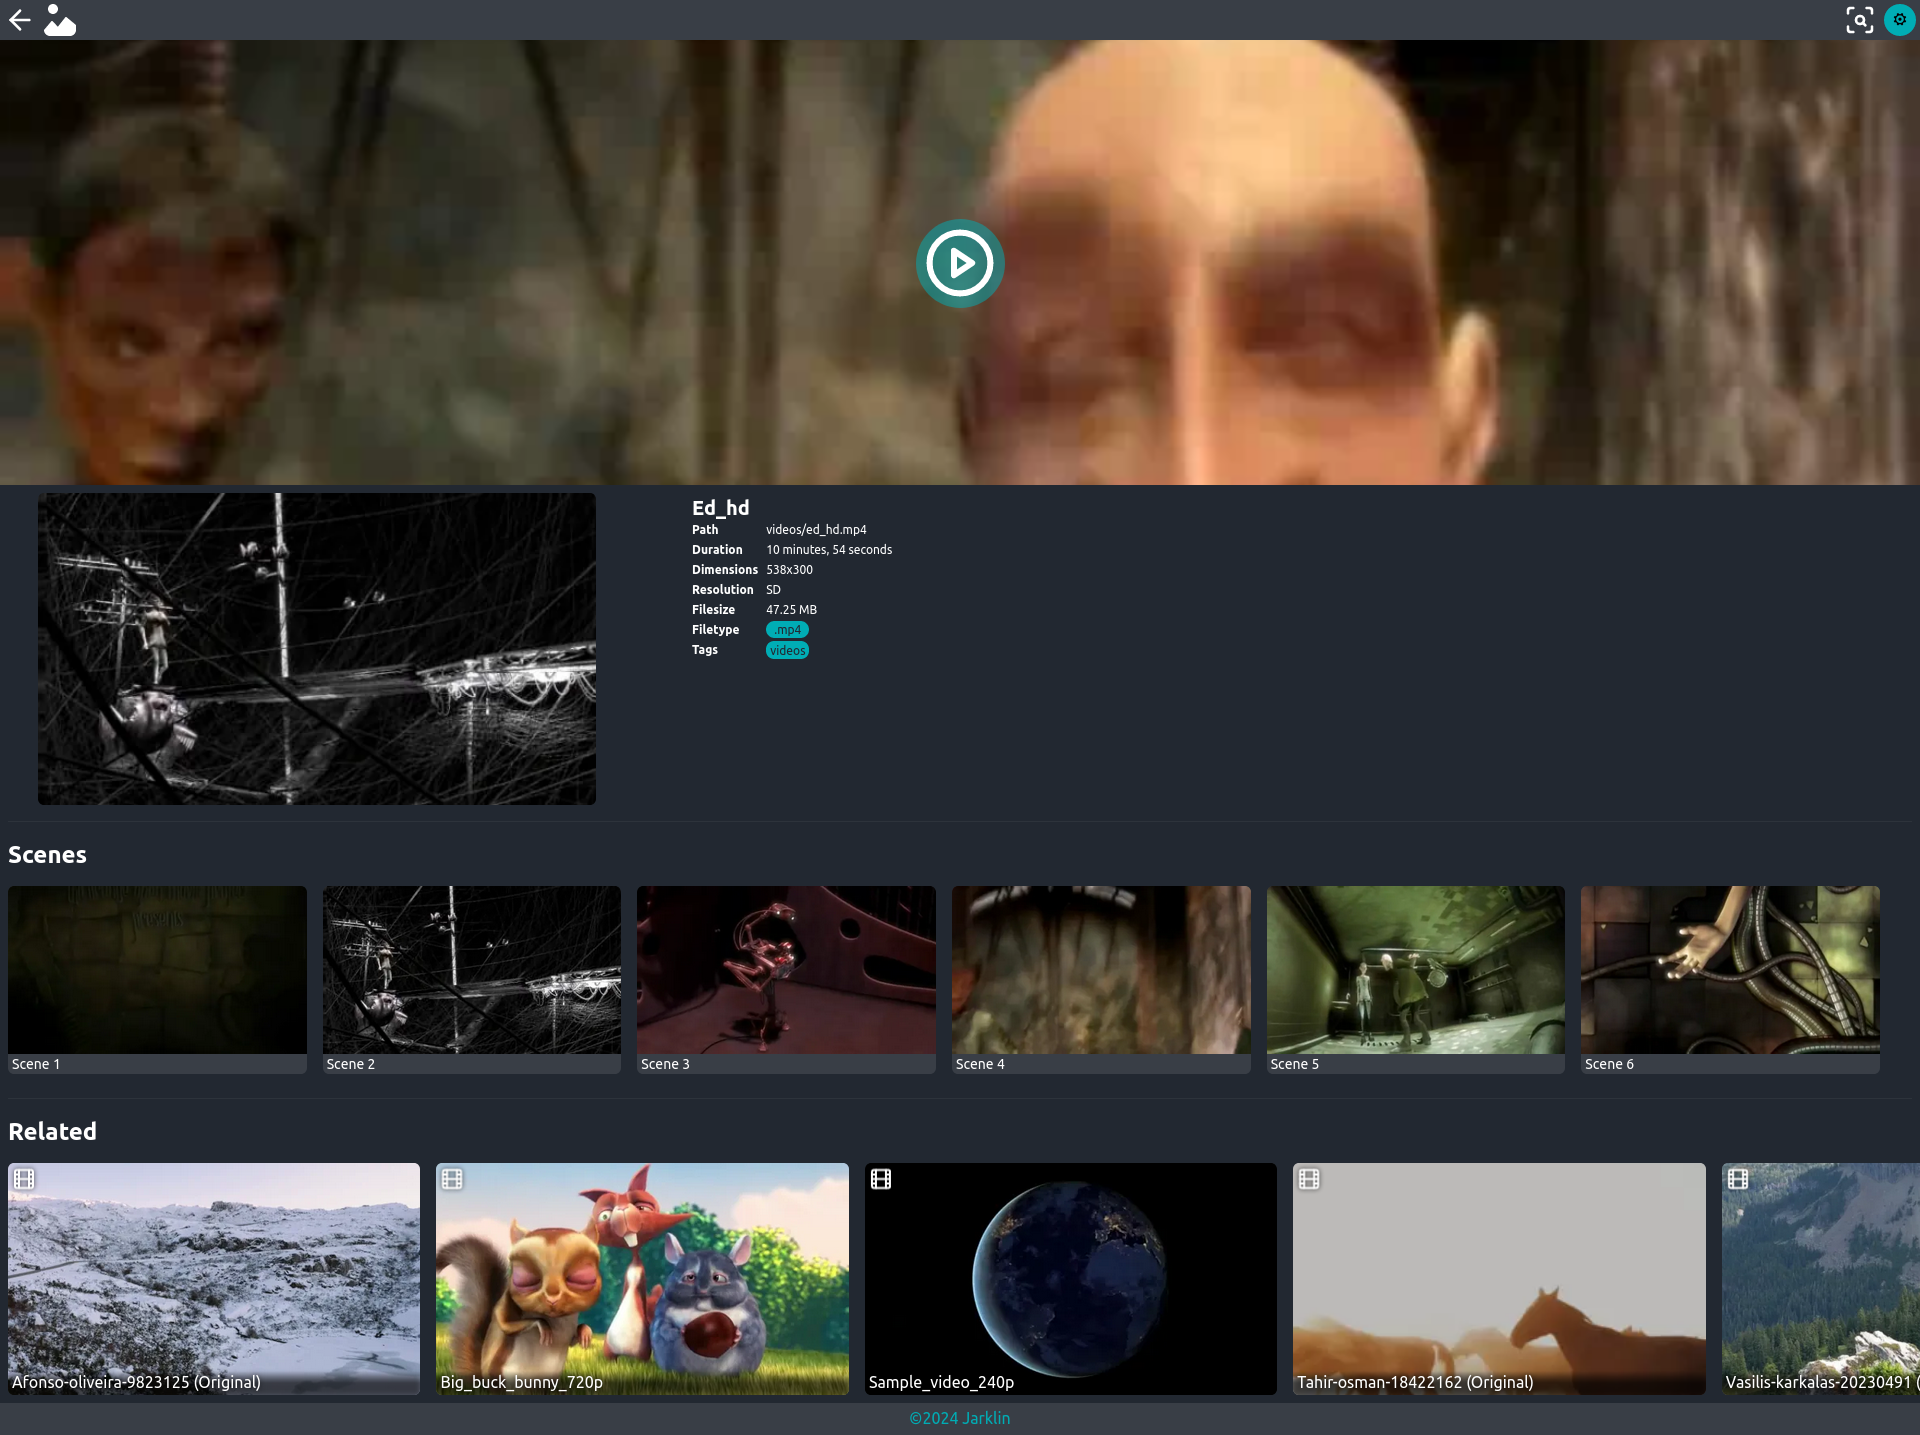 Ed_hd
Path videos/ed_hd.mp4
Duration 10 minutes, 54 seconds
Dimensions 538x300
Resolution SD
Filesize 47.25 MB
Filetype .mp4
Tags videos
Scenes
presents
Scene 1
Scene 2
Scene 3
Scene 4
Scene 5
Scene 6
Related
Afonso-oliveira-9823125 (Original)
Big_buck_bunny_720p
Sample_video_240p
Tahir-osman-18422162 (Original)
Vasilis-karkalas-20230491 (
©2024 Jarklin